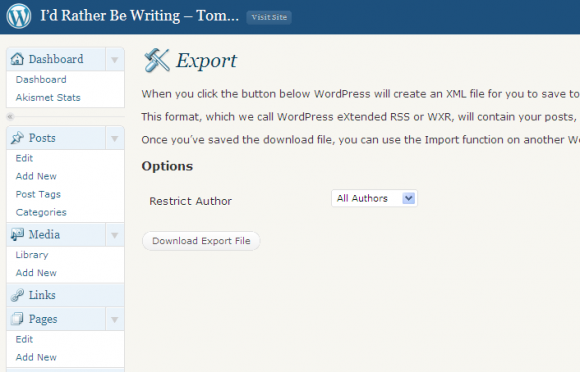 I'd Rather Be Writing – Tom... Visit Site
Dashboard
Dashboard
Akismet Stats
Posts
Edit
Add New
Post Tags
Categories
Media
Library
Add New
Links
Pages
Edit
Add New
Export
When you click the button below WordPress will create an XML file for you to save to
This format, which we call WordPress eXtended RSS or WXR, will contain your posts,
Once you've saved the download file, you can use the Import function on another
Options
Restrict Author All Authors
Download Export File